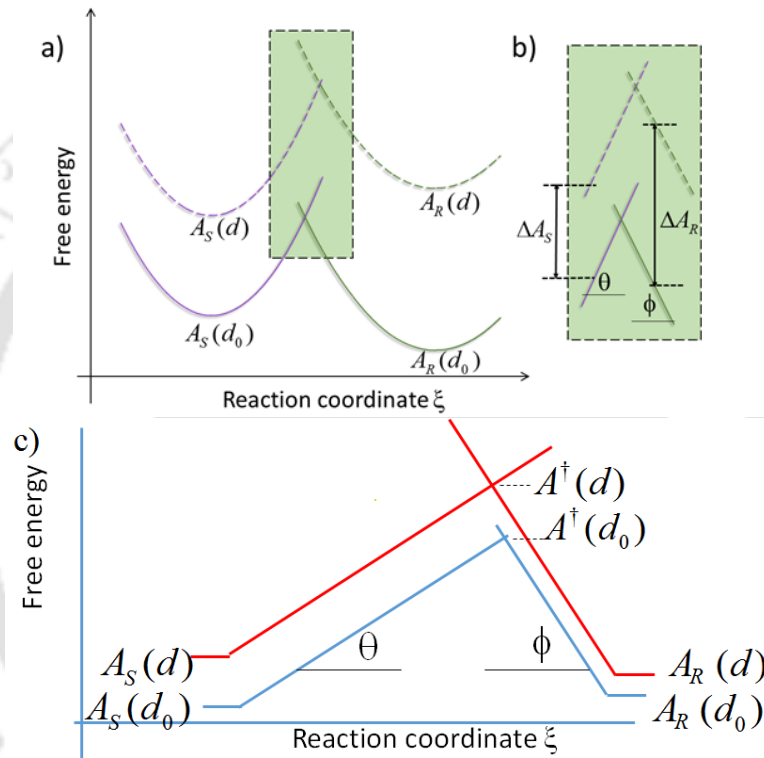 a)
Free energy
A_S(d)
A_R(d)
A_S(d_0)
A_R(d_0)
Reaction coordinate ξ
b)
ΔA_S
ΔA_R
θ
ϕ
c)
Free energy
A^†(d)
A^†(d_0)
θ
ϕ
A_S(d)
A_R(d)
A_S(d_0)
A_R(d_0)
Reaction coordinate ξ